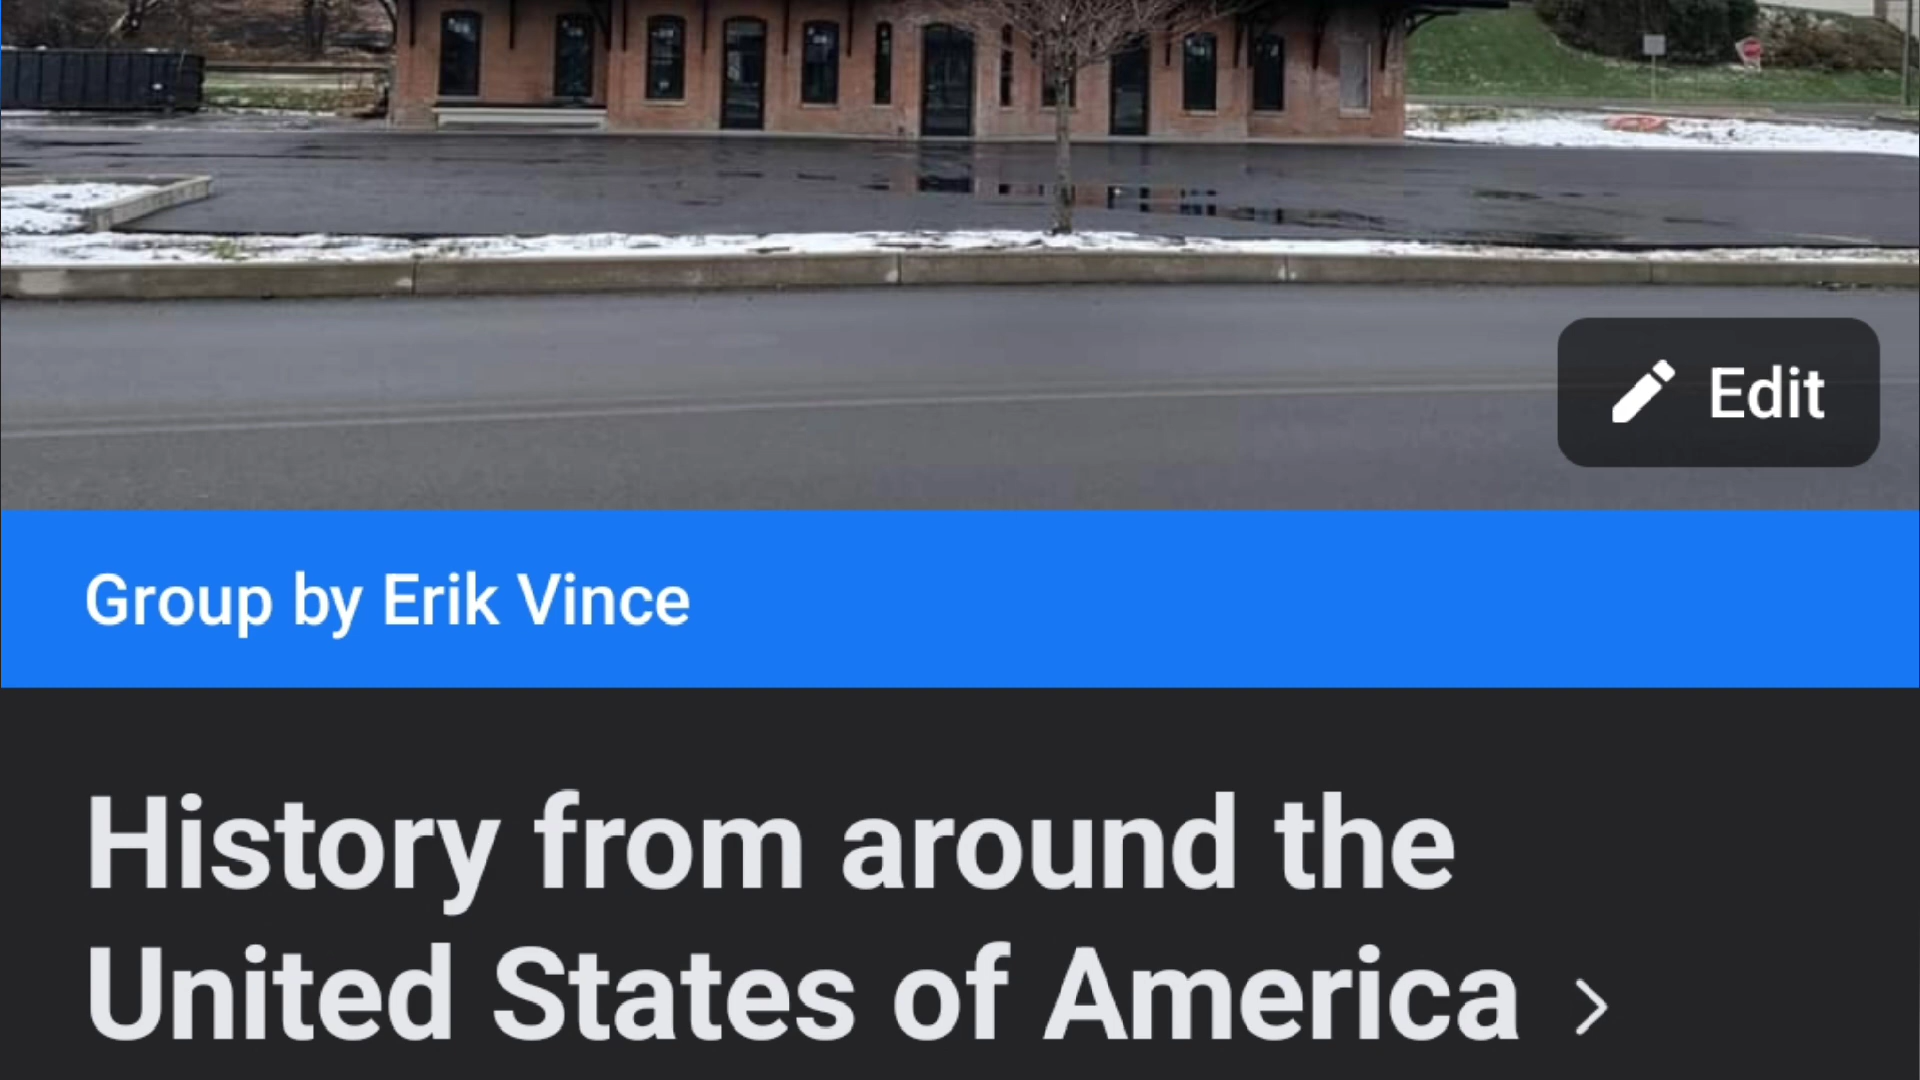 Edit
Group by Erik Vince
History from around the
United States of America